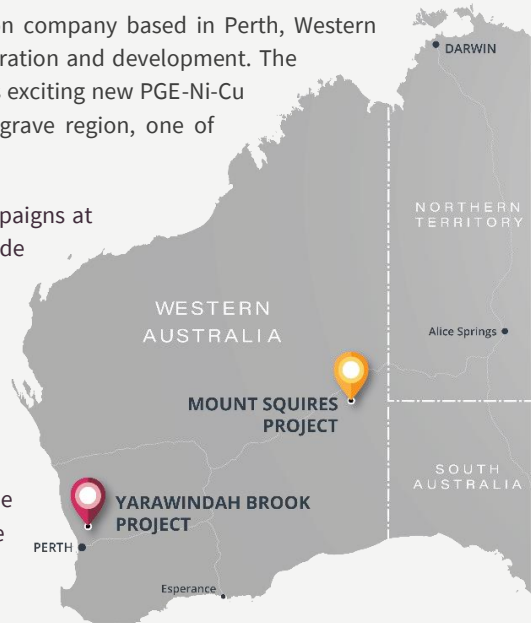 on company based in Perth, Western
ration and development. The
s exciting new PGE-Ni-Cu
grave region, one of
paigns at
de
e
e
DARWIN
NORTHERN
TERRITORY
WESTERN
AUSTRALIA
Alice Springs
MOUNT SQUIRES
PROJECT
SOUTH
AUSTRALIA
YARAWINDAH BROOK
PROJECT
PERTH
Esperance